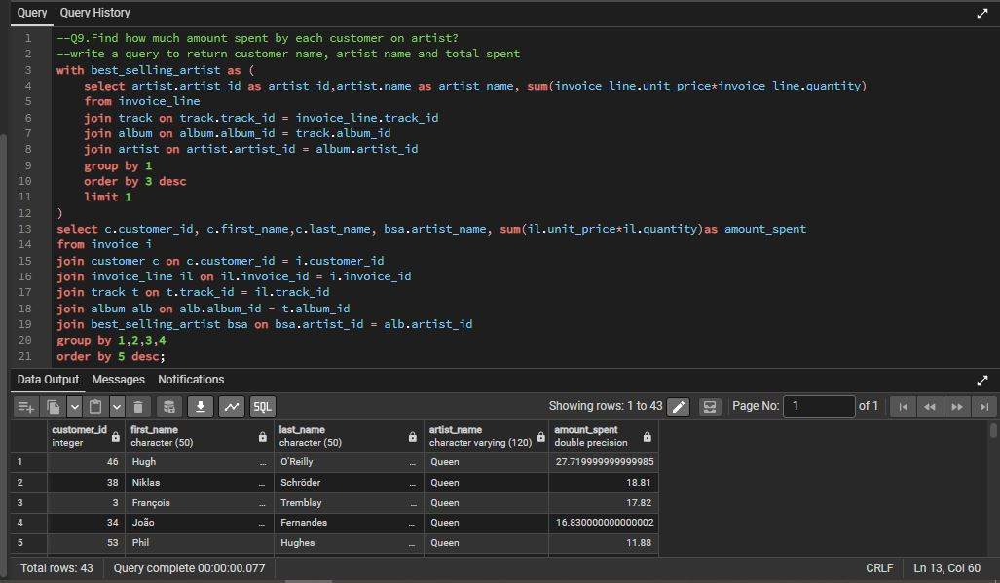 Query Query History
1 --Q9.Find how much amount spent by each customer on artist?
2 --write a query to return customer name, artist name and total spent
3 with best_selling_artist as (
4 select artist.artist_id as artist_id,artist.name as artist_name, sum(invoice_line.unit_price*invoice_line.quantity)
5 from invoice_line
6 join track on track.track_id = invoice_line.track_id
7 join album on album.album_id = track.album_id
8 join artist on artist.artist_id = album.artist_id
9 group by 1
10 order by 3 desc
11 limit 1
12 )
13 select c.customer_id, c.first_name,c.last_name, bsa.artist_name, sum(il.unit_price*il.quantity)as amount_spent
14 from invoice i
15 join customer c on c.customer_id = i.customer_id
16 join invoice_line il on il.invoice_id = i.invoice_id
17 join track t on t.track_id = il.track_id
18 join album alb on alb.album_id = t.album_id
19 join best_selling_artist bsa on bsa.artist_id = alb.artist_id
20 group by 1,2,3,4
21 order by 5 desc;
Data Output Messages Notifications
SQL Showing rows: 1 to 43 Page No: 1 of 1
customer_id first_name last_name artist_name amount_spent
integer character (50) character (50) character varying (120) double precision
1 46 Hugh ... O'Reilly ... Queen 27.719999999999985
2 38 Niklas ... Schröder ... Queen 18.81
3 3 François ... Tremblay ... Queen 17.82
4 34 João ... Fernandes ... Queen 16.830000000000002
5 53 Phil ... Hughes ... Queen 11.88
Total rows: 43 Query complete 00:00:00.077 CRLF Ln 13, Col 60